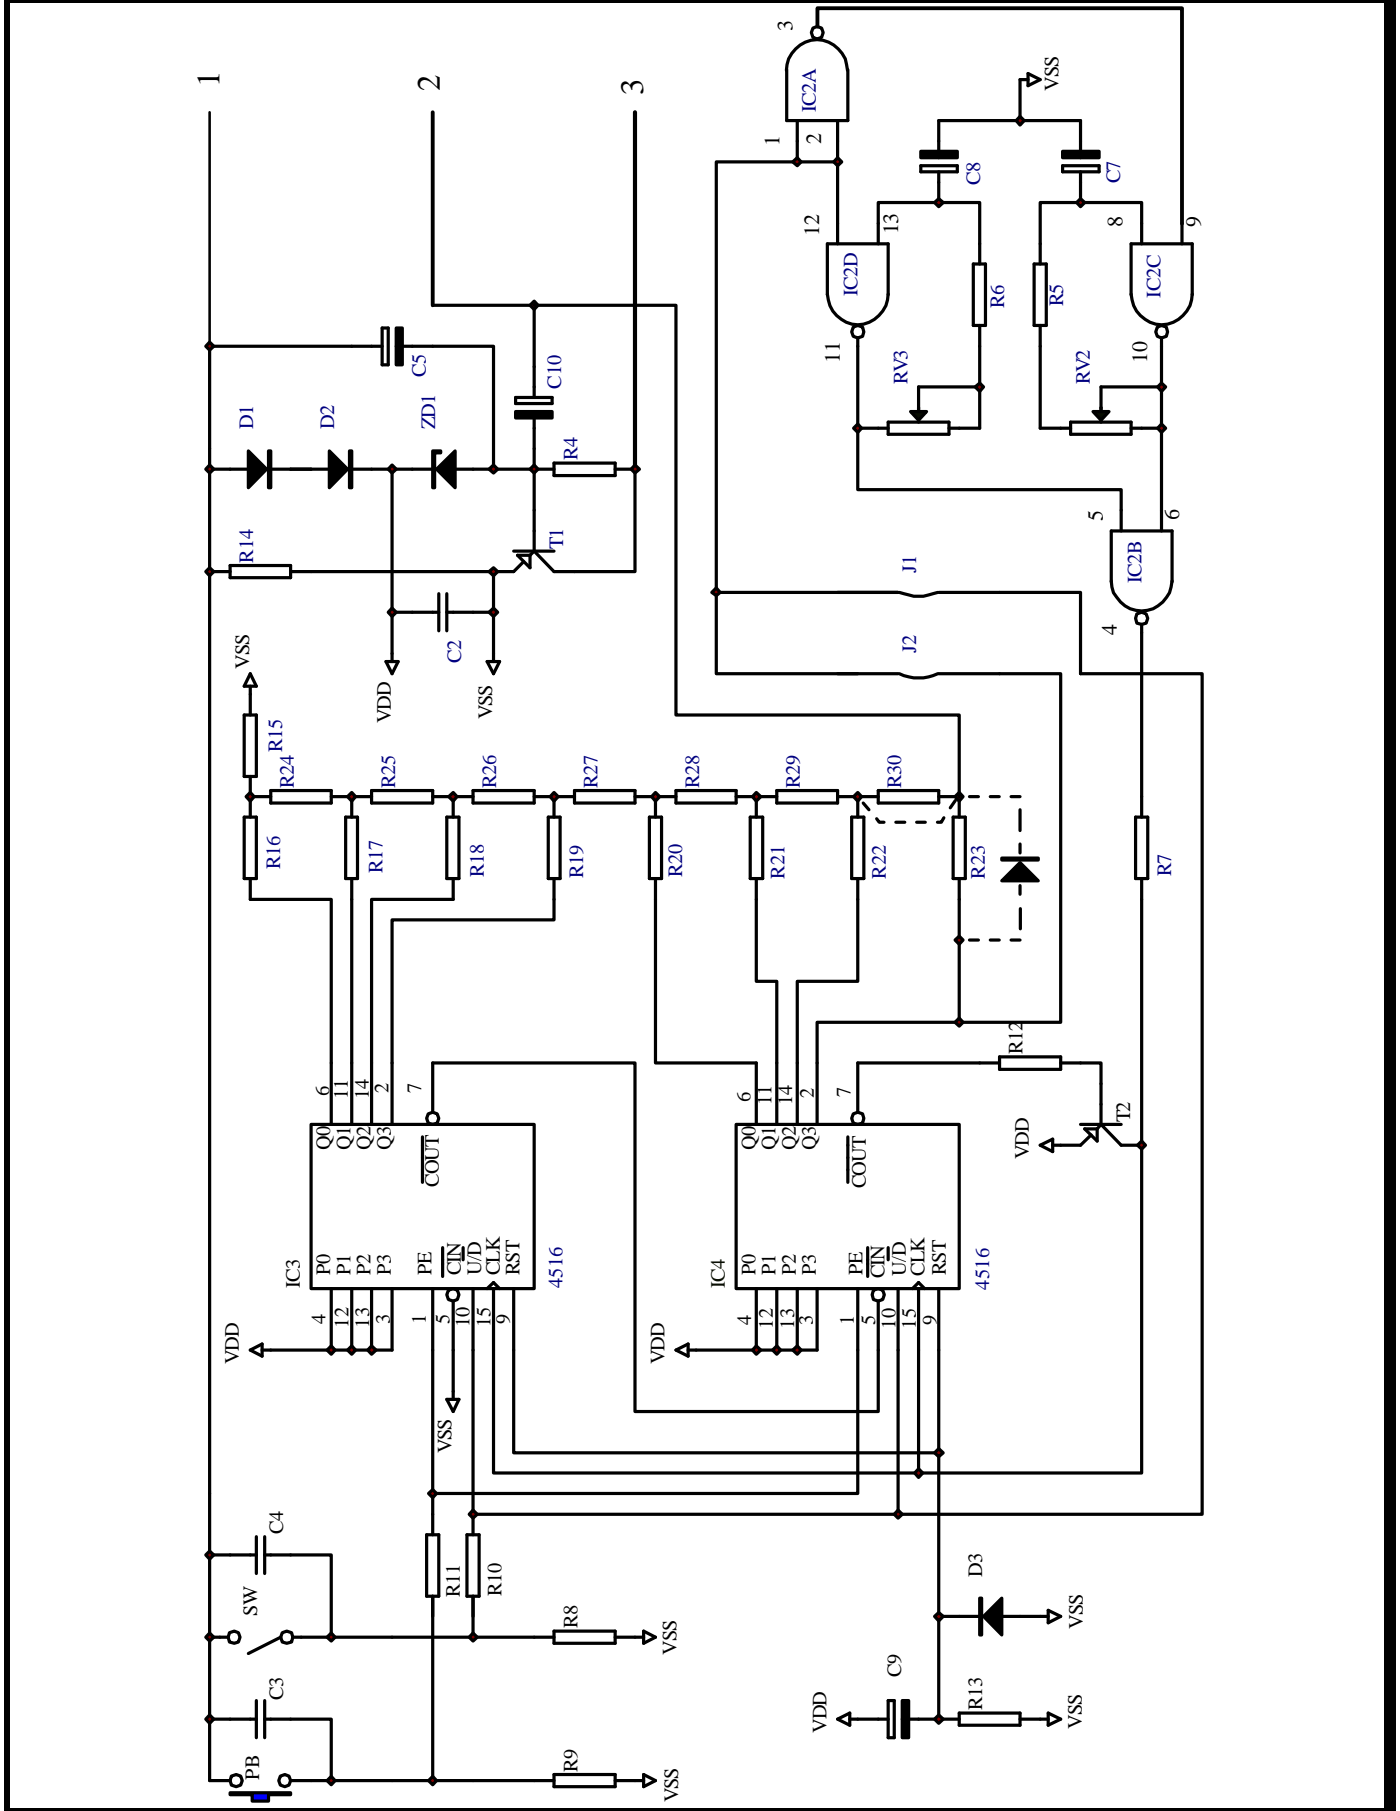 1
2
3
D1
D2
ZD1
C5
C10
R4
R14
T1
C2
VDD
VSS
VSS
R15
R24
R25
R26
R27
R28
R29
R30
R16
R17
R18
R19
R20
R21
R22
R23
3
IC2A
1
2
VSS
C8
C7
12
13
8
9
IC2D
IC2C
R6
R5
11
10
RV3
RV2
5
6
IC2B
4
J1
J2
R7
6
11
14
2
7
Q0
Q1
Q2
Q3
COUT
IC3
P0
P1
P2
P3
PE
CIN
U/D
CLK
RST
4516
4
12
13
3
1
5
10
15
9
VDD
VSS
6
11
14
2
7
Q0
Q1
Q2
Q3
COUT
IC4
P0
P1
P2
P3
PE
CIN
U/D
CLK
RST
4516
4
12
13
3
1
5
10
15
9
VDD
R12
T2
VDD
C4
SW
R11
R10
R8
VSS
C3
PB
R9
VSS
D3
VSS
C9
VDD
R13
VSS